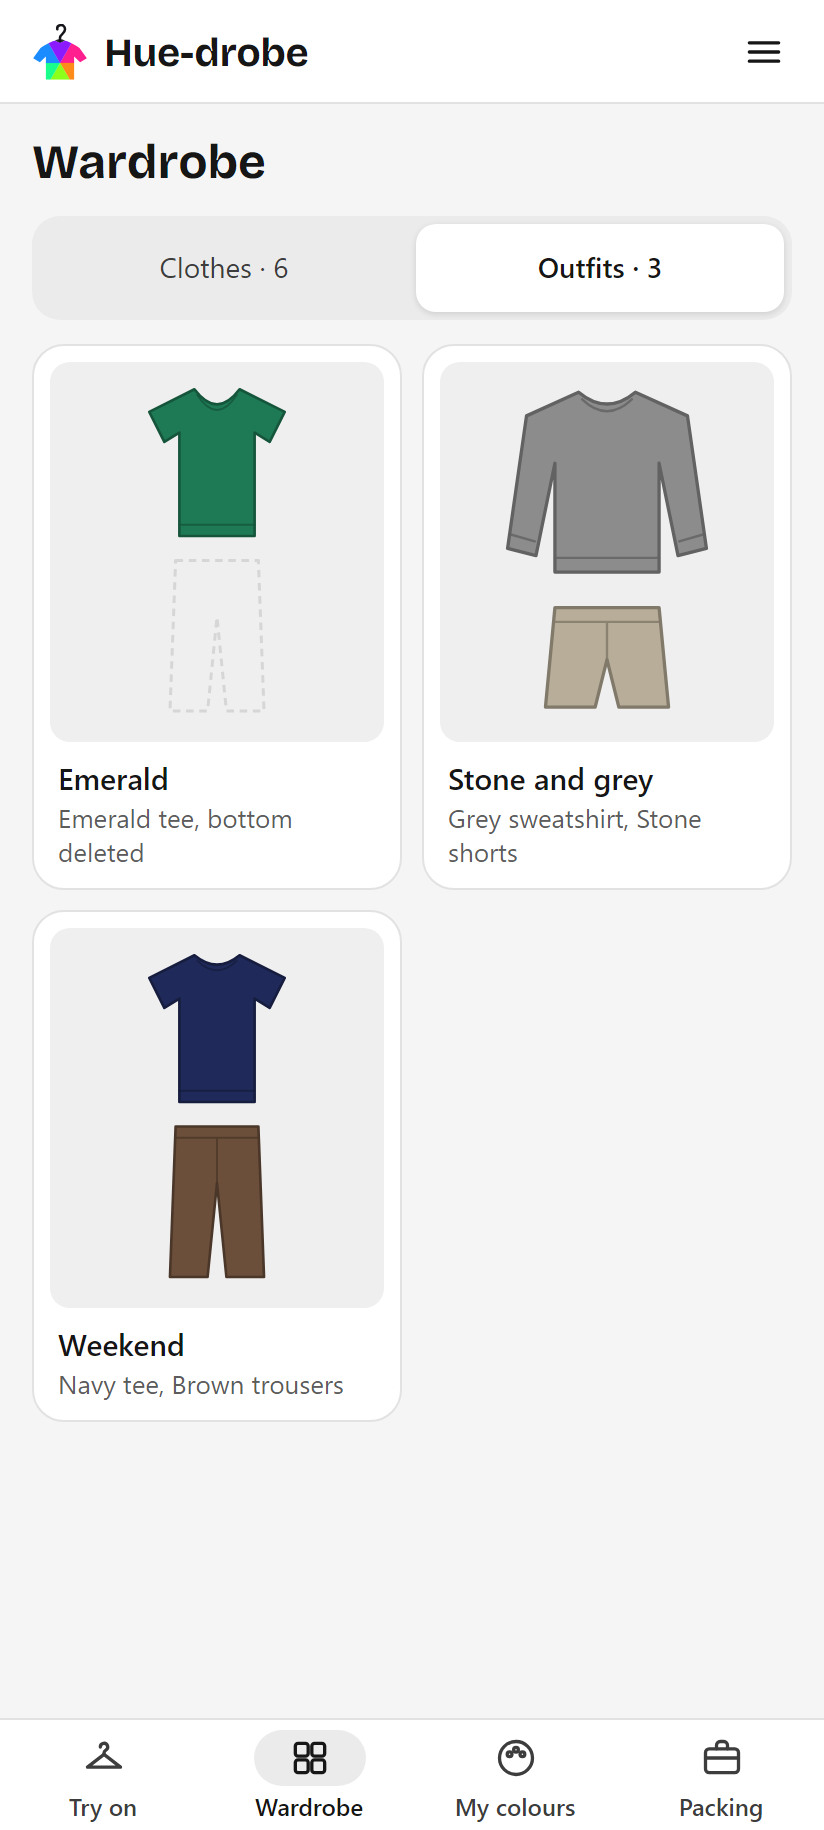 Hue-drobe
Wardrobe
Clothes · 6
Outfits · 3
Emerald
Emerald tee, bottom
deleted
Stone and grey
Grey sweatshirt, Stone
shorts
Weekend
Navy tee, Brown trousers
Try on
Wardrobe
My colours
Packing